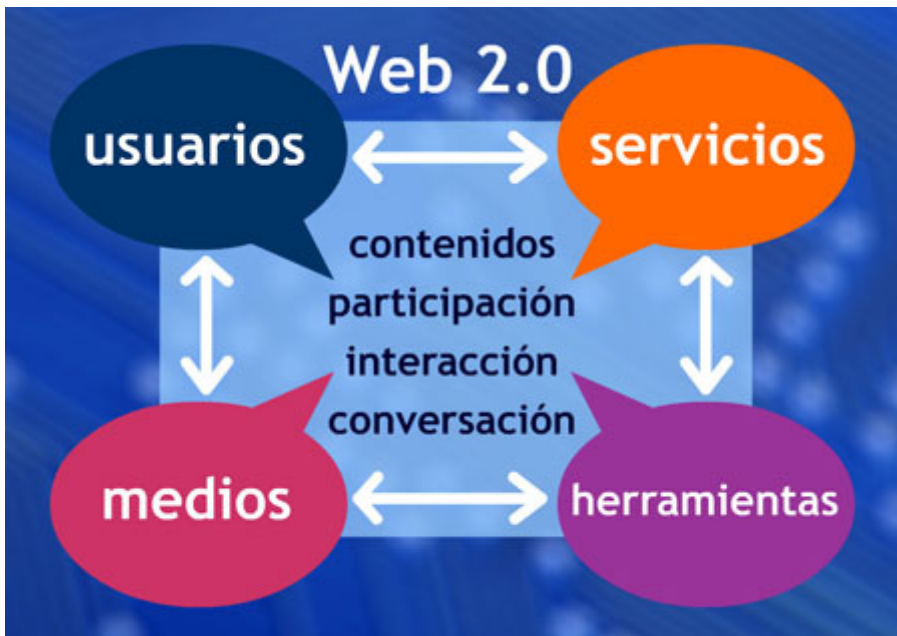 Web 2.0
usuarios
servicios
contenidos
participación
interacción
conversación
medios
herramientas